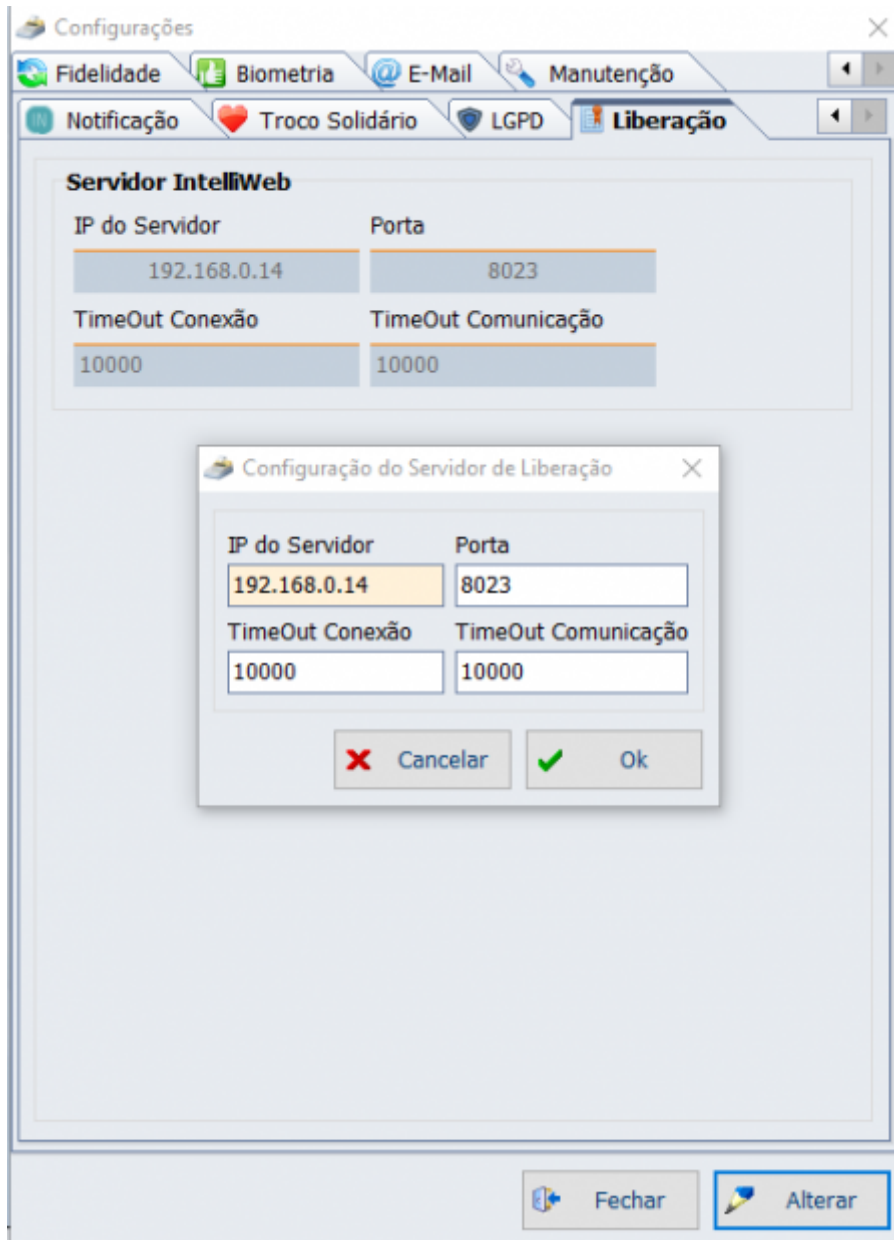 Configurações
Fidelidade Biometria @ E-Mail Manutenção
IN Notificação Troco Solidário LGPD Liberação
Servidor IntelliWeb
IP do Servidor Porta
192.168.0.14 8023
TimeOut Conexão TimeOut Comunicação
10000 10000
Configuração do Servidor de Liberação
IP do Servidor Porta
192.168.0.14 8023
TimeOut Conexão TimeOut Comunicação
10000 10000
Cancelar Ok
Fechar Alterar